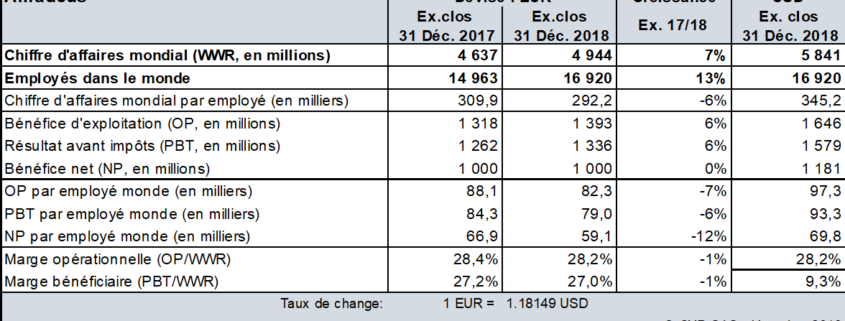 Ex.clos Ex.clos Ex. 17/18 Ex. clos
31 Déc. 2017 31 Déc. 2018 31 Déc. 2018
Chiffre d'affaires mondial (WWR, en millions) 4 637 4 944 7% 5 841
Employés dans le monde 14 963 16 920 13% 16 920
Chiffre d'affaires mondial par employé (en milliers) 309,9 292,2 -6% 345,2
Bénéfice d'exploitation (OP, en millions) 1 318 1 393 6% 1 646
Résultat avant impôts (PBT, en millions) 1 262 1 336 6% 1 579
Bénéfice net (NP, en millions) 1 000 1 000 0% 1 181
OP par employé monde (en milliers) 88,1 82,3 -7% 97,3
PBT par employé monde (en milliers) 84,3 79,0 -6% 93,3
NP par employé monde (en milliers) 66,9 59,1 -12% 69,8
Marge opérationnelle (OP/WWR) 28,4% 28,2% -1% 28,2%
Marge bénéficiaire (PBT/WWR) 27,2% 27,0% -1% 9,3%
Taux de change: 1 EUR = 1.18149 USD